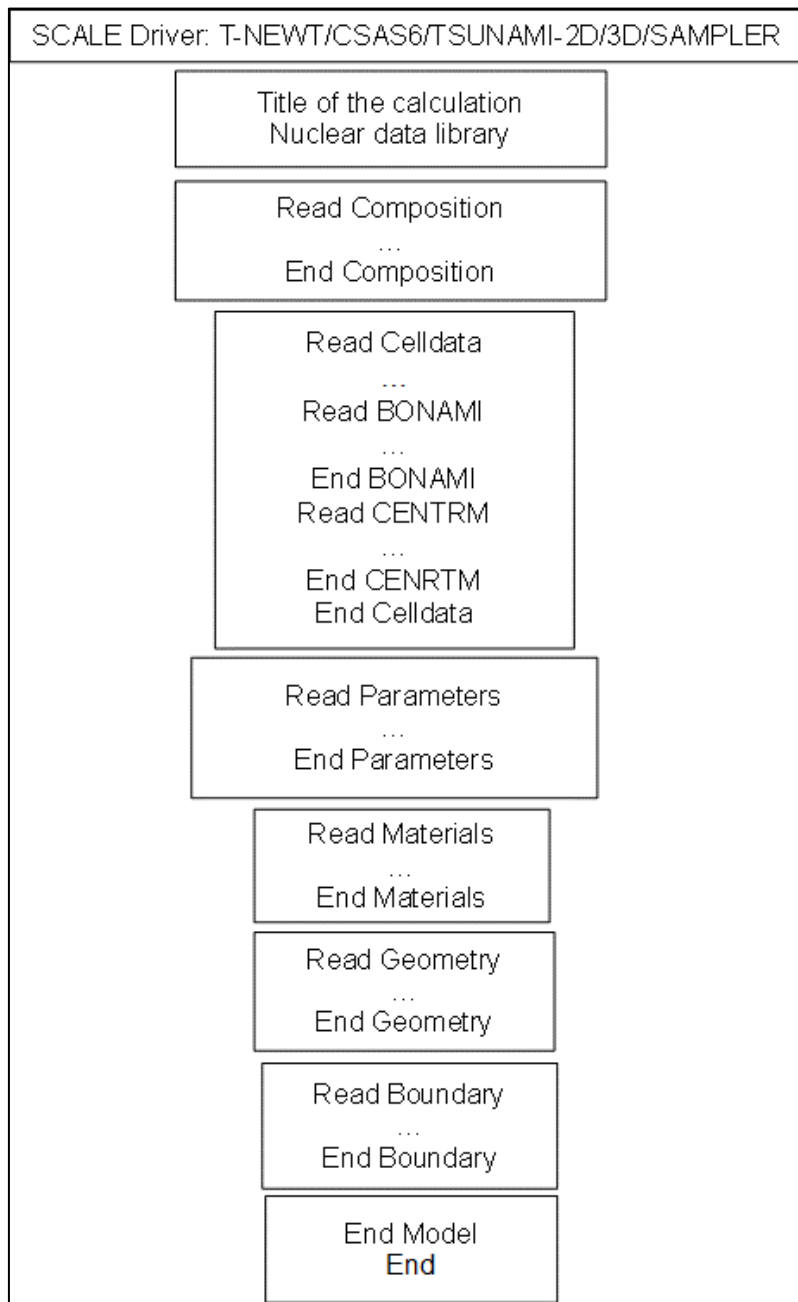 SCALE Driver: T-NEWT/CSAS6/TSUNAMI-2D/3D/SAMPLER
Title of the calculation
Nuclear data library
Read Composition
...
End Composition
Read Celldata
...
Read BONAMI
...
End BONAMI
Read CENTRM
...
End CENRTM
End Celldata
Read Parameters
...
End Parameters
Read Materials
...
End Materials
Read Geometry
...
End Geometry
Read Boundary
...
End Boundary
End Model
End